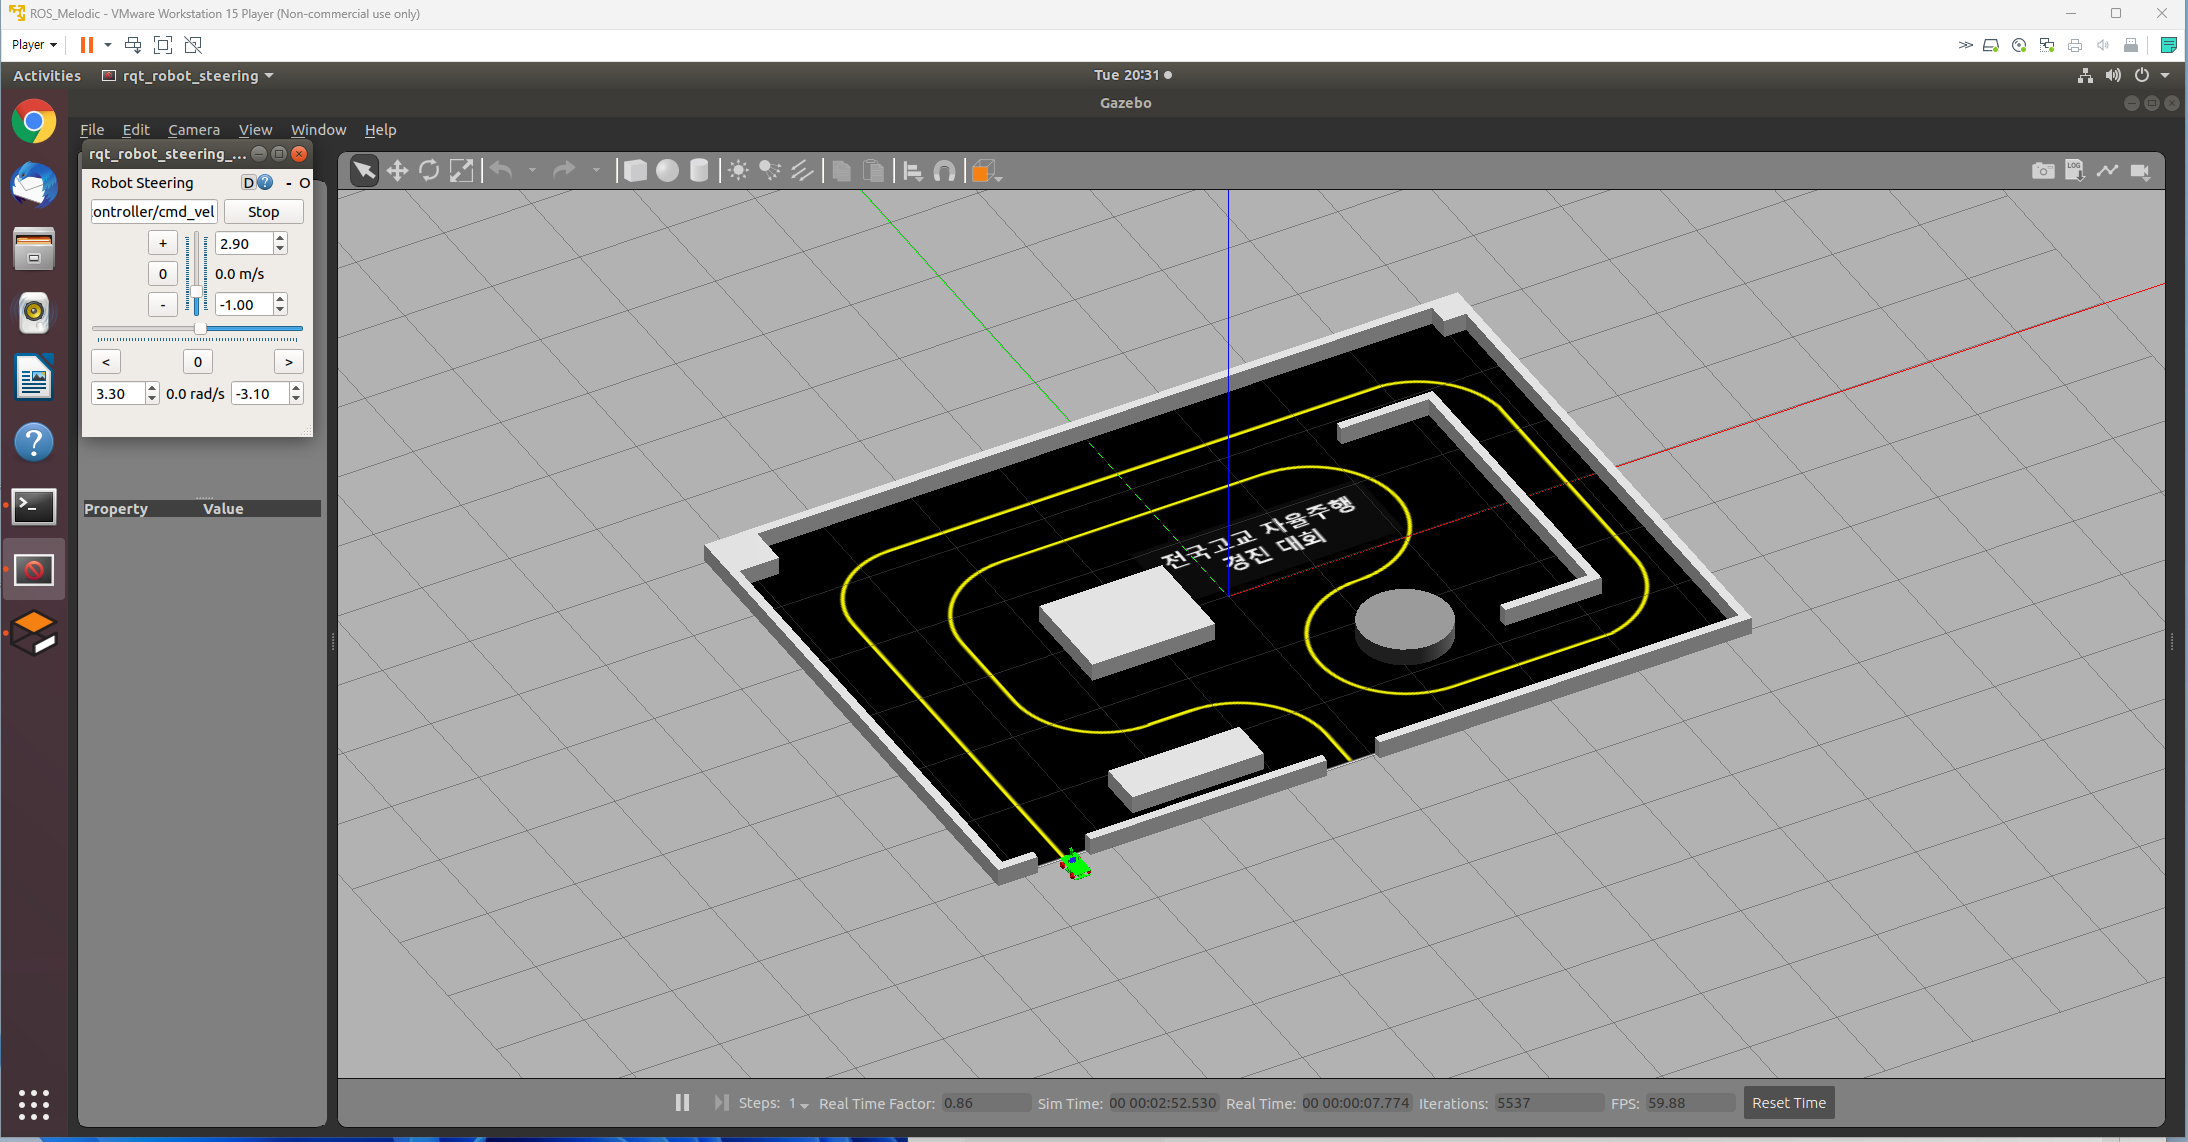 ROS_Melodic - VMware Workstation 15 Player (Non-commercial use only)
Player
Activities
rqt_robot_steering
Tue 20:31
Gazebo
File Edit Camera View Window Help
rqt_robot_steering_...
Robot Steering D ? - O
ontroller/cmd_vel Stop
+ 2.90
0 0.0 m/s
- -1.00
< 0 >
3.30 0.0 rad/s -3.10
Property Value
LOG
전국고교 자율주행
경진 대회
Steps: 1 Real Time Factor: 0.86 Sim Time: 00 00:02:52.530 Real Time: 00 00:00:07.774 Iterations: 5537 FPS: 59.88 Reset Time